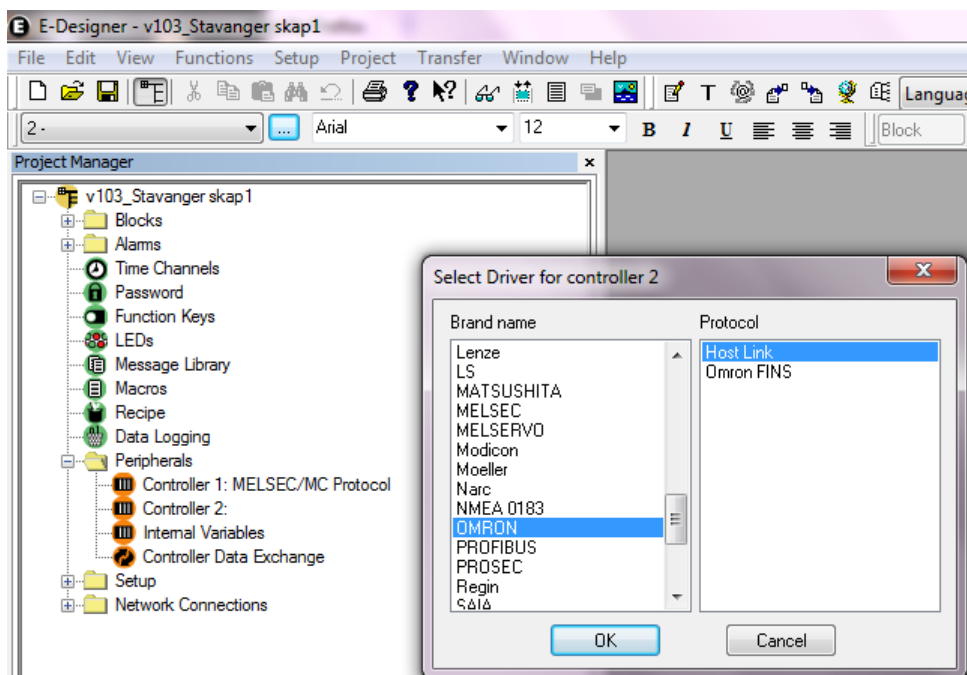 E-Designer - v103_Stavanger skap1
File Edit View Functions Setup Project Transfer Window Help
T Langua
2 - ... Arial 12 B I U Block
Project Manager
v103_Stavanger skap1
Blocks
Alarms
Time Channels
Password
Function Keys
LEDs
Message Library
Macros
Recipe
Data Logging
Peripherals
Controller 1: MELSEC/MC Protocol
Controller 2:
Internal Variables
Controller Data Exchange
Setup
Network Connections
Select Driver for controller 2
Brand name
Lenze
LS
MATSUSHITA
MELSEC
MELSERVO
Modicon
Moeller
Narc
NMEA 0183
OMRON
PROFIBUS
PROSEC
Regin
SAIA
Protocol
Host Link
Omron FINS
OK Cancel